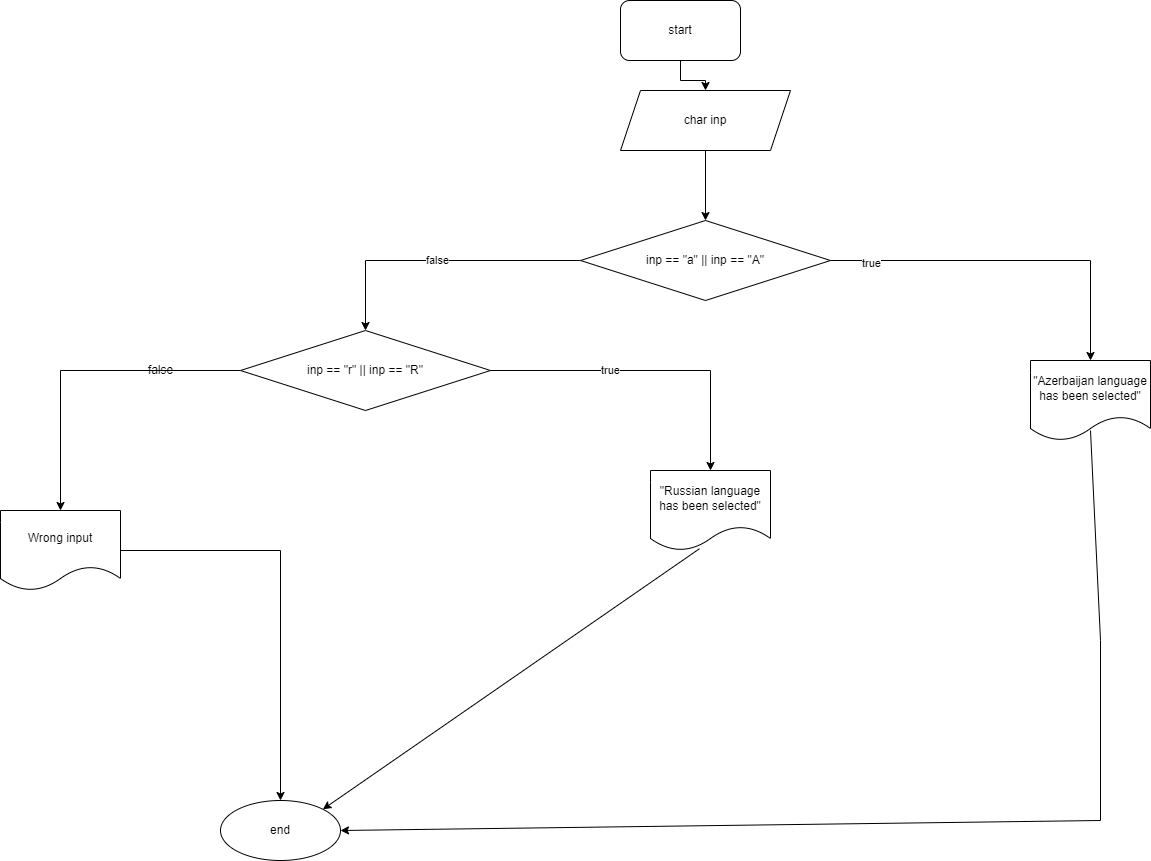 start
char inp
inp == "a" || inp == "A"
false
true
inp == "r" || inp == "R"
false
true
"Azerbaijan language
has been selected"
"Russian language
has been selected"
Wrong input
end